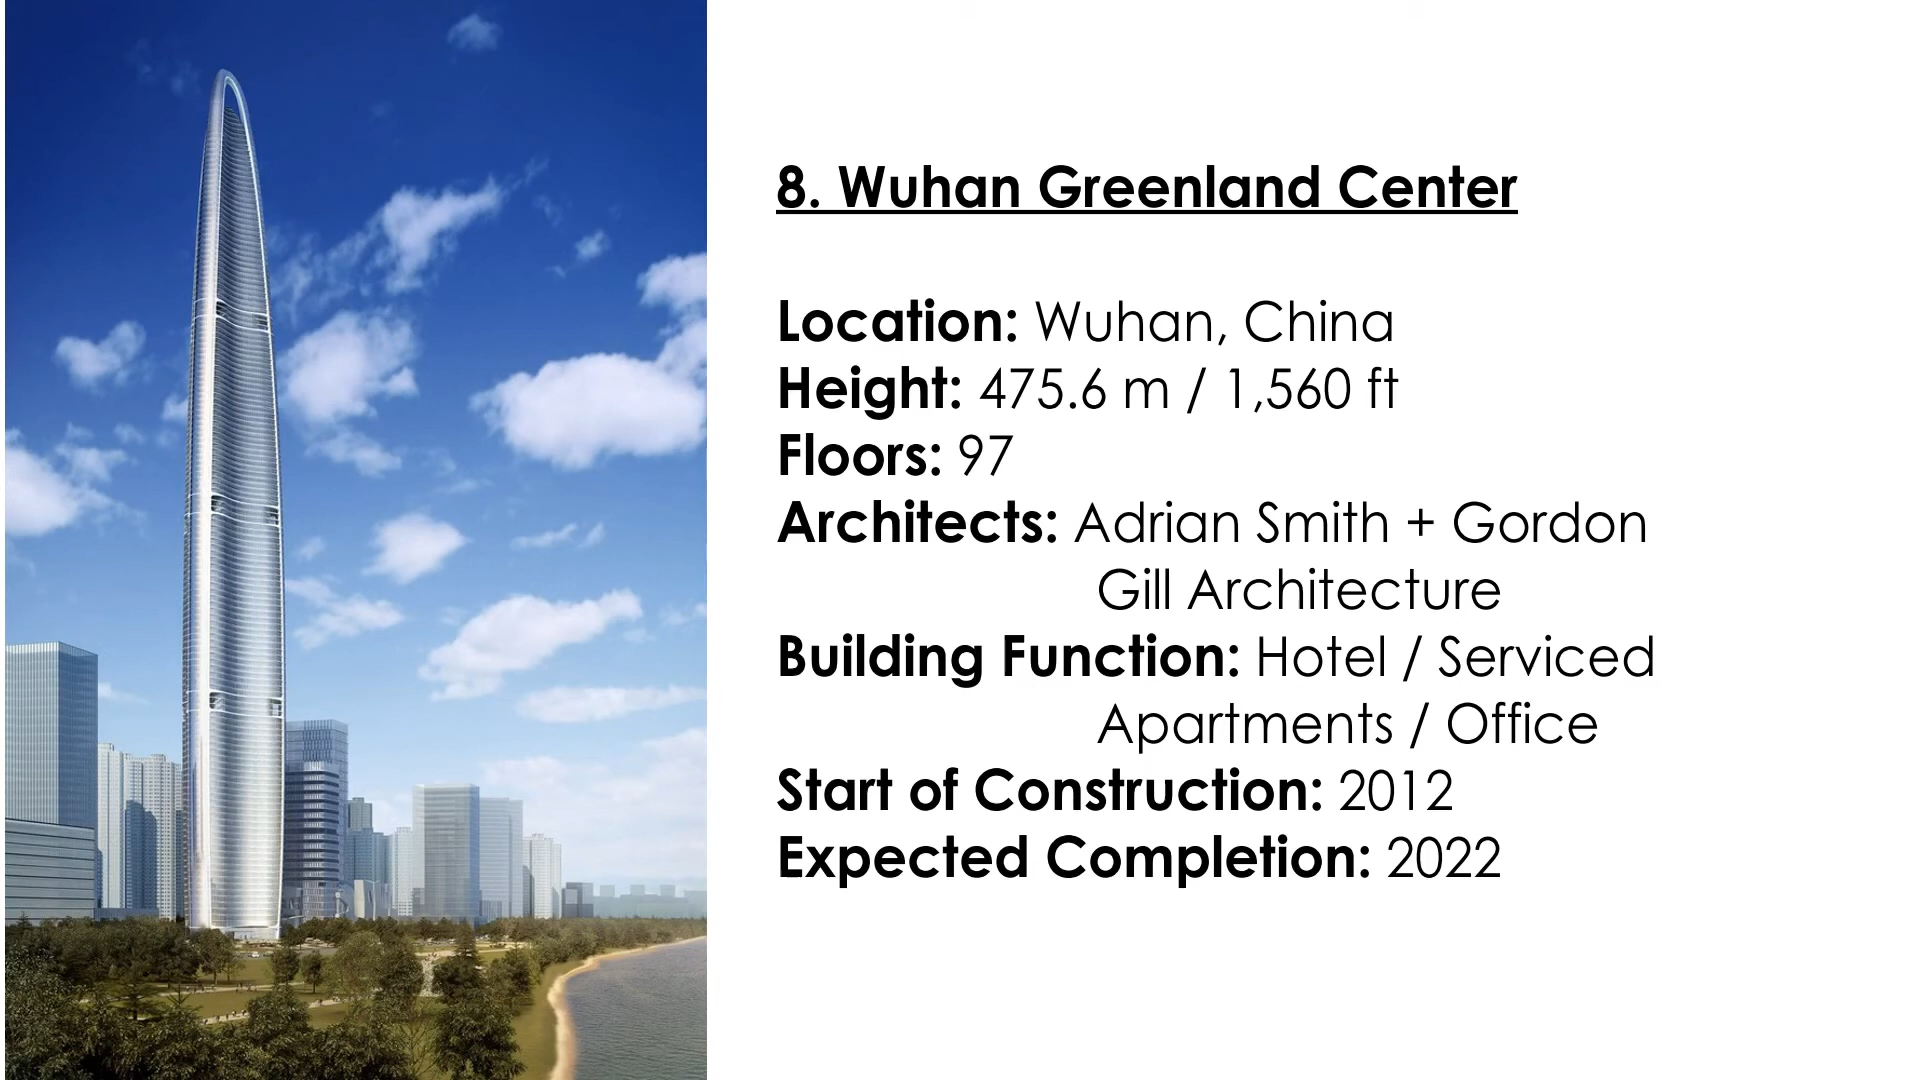 8. Wuhan Greenland Center
Location: Wuhan, China
Height: 475.6 m / 1,560 ft
Floors: 97
Architects: Adrian Smith + Gordon
Gill Architecture
Building Function: Hotel / Serviced
Apartments / Office
Start of Construction: 2012
Expected Completion: 2022